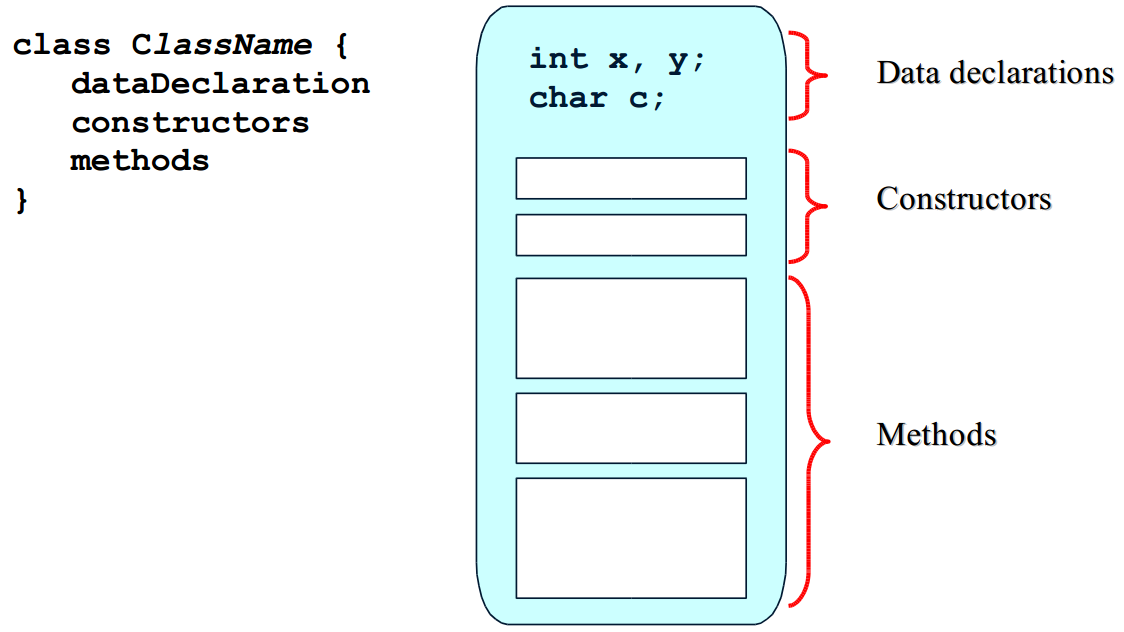 class ClassName {
dataDeclaration
constructors
methods
}
int x, y;
char c;
Data declarations
Constructors
Methods